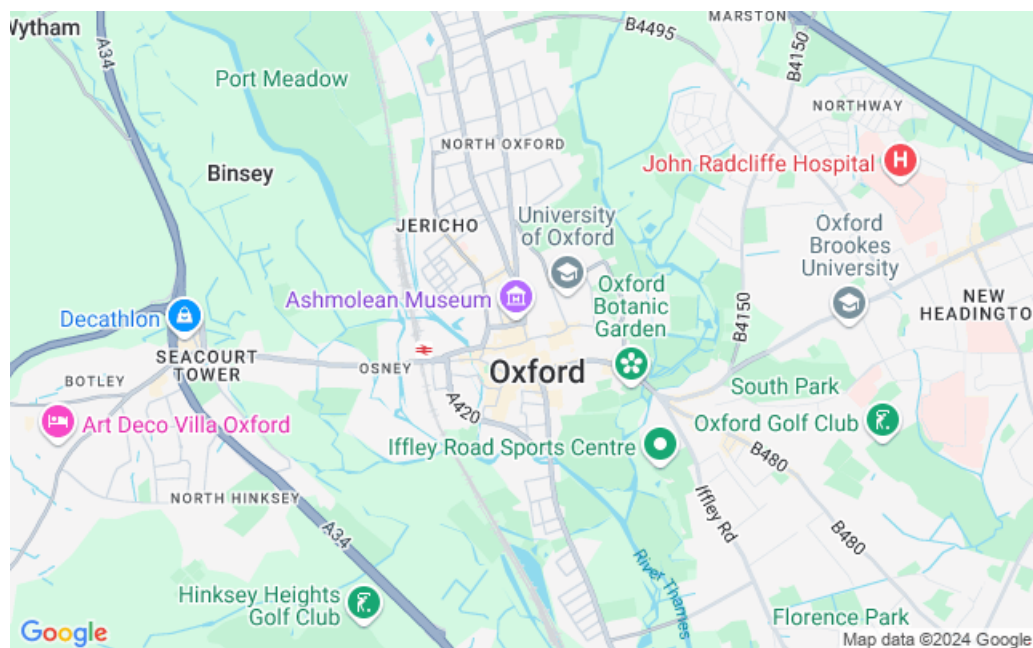 Wytham
A34
B4495
MARSTON
B4150
Port Meadow
NORTHWAY
NORTH OXFORD
John Radcliffe Hospital
H
Binsey
JERICHO
University
of Oxford
Oxford
Brookes
University
Ashmolean Museum
Oxford
Botanic
Garden
B4150
NEW
HEADINGTO
Decathlon
SEACOURT
TOWER
OSNEY
Oxford
BOTLEY
South Park
A420
Art Deco Villa Oxford
Oxford Golf Club
Iffley Road Sports Centre
B480
NORTH HINKSEY
Iffley Rd
A34
B480
River Thames
Hinksey Heights
Golf Club
Florence Park
Google
Map data ©2024 Google